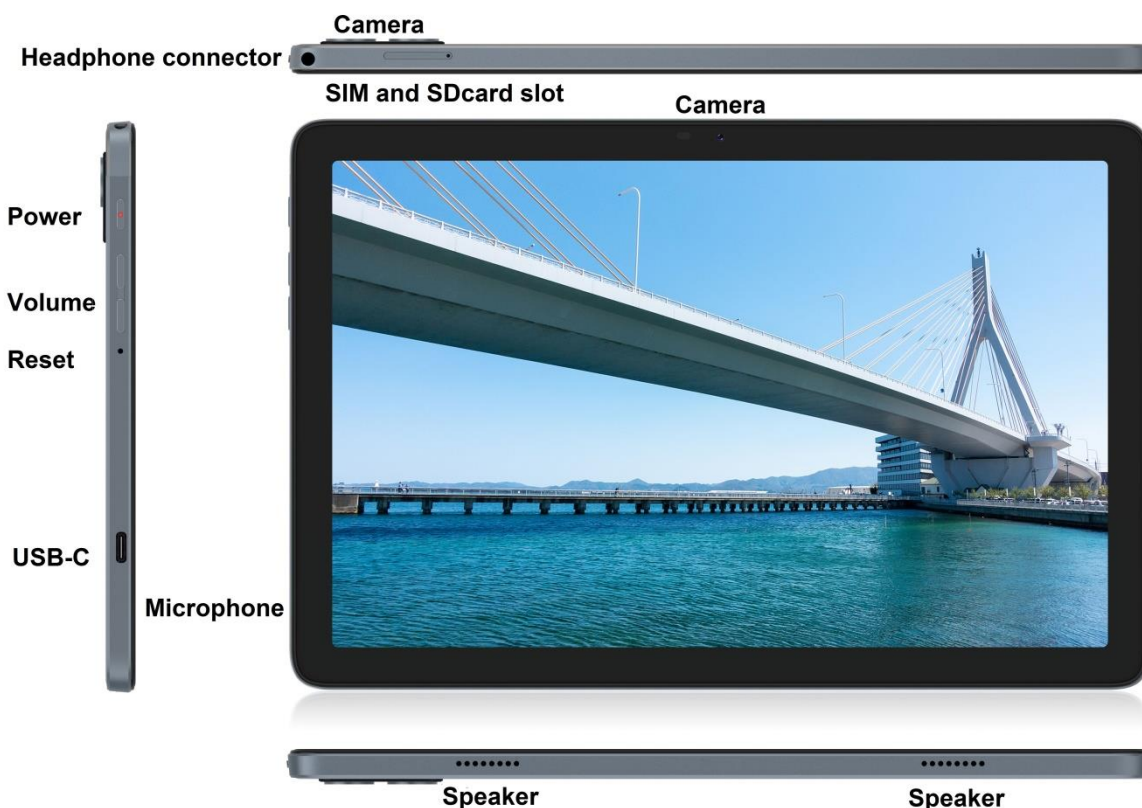 Camera
Headphone connector
SIM and SDcard slot
Camera
Power
Volume
Reset
USB-C
Microphone
Speaker
Speaker